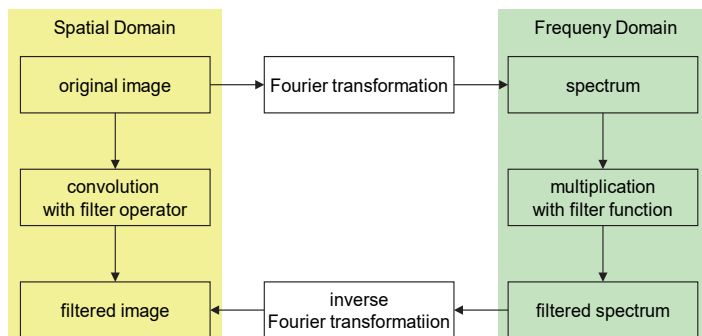 Spatial Domain
Frequeny Domain
original image
Fourier transformation
spectrum
convolution
with filter operator
multiplication
with filter function
filtered image
inverse
Fourier transformatiion
filtered spectrum